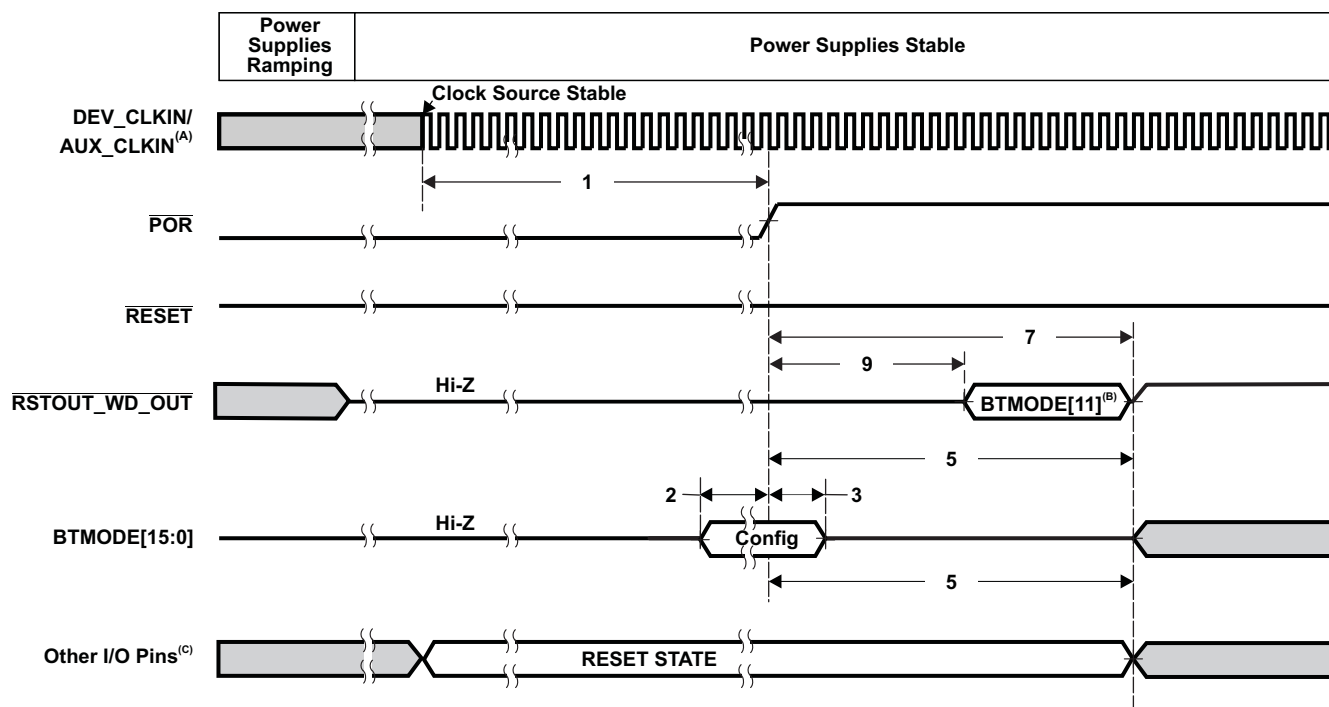 Power
Supplies
Ramping
Power Supplies Stable
Clock Source Stable
DEV_CLKIN/
AUX_CLKIN(A)
1
POR
RESET
7
9
RSTOUT_WD_OUT
Hi-Z
BTMODE[11](B)
5
2
3
BTMODE[15:0]
Hi-Z
Config
5
Other I/O Pins(C)
RESET STATE